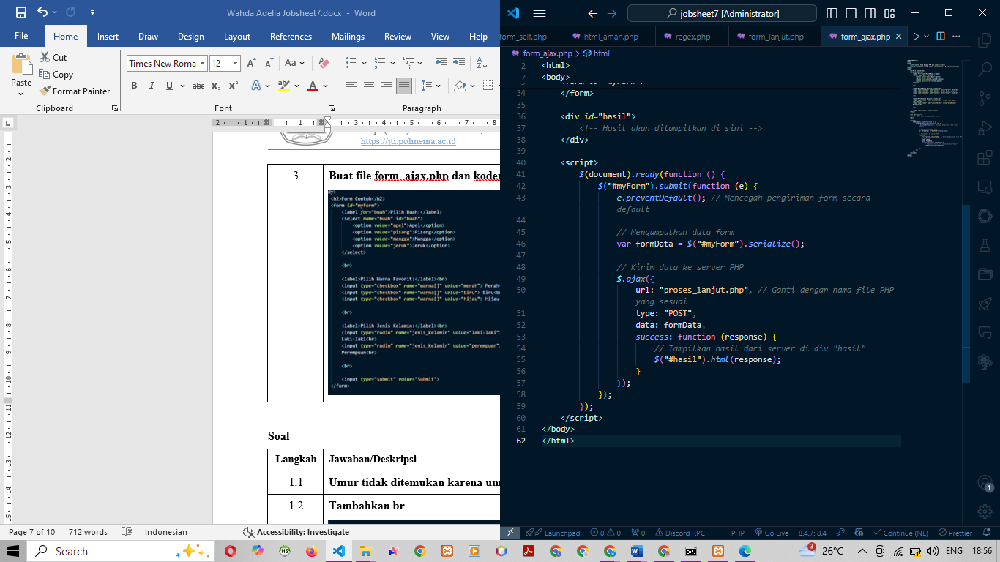 Wahda Adella Jobsheet7.docx - Word
File Home Insert Draw Design Layout References Mailings Review View Help
Paste
Cut
Copy
Format Painter
Clipboard
Times New Roma 12
Font
Paragraph
https://jti.polinema.ac.id
3
Buat file form_ajax.php dan koder
dy>
<h2>Form Contoh</h2>
<form id="myform">
<label for="buah">Pilih Buah:</label>
<select name="buah" id="buah">
<option value="apel">Apel</option>
<option value="pisang">Pisang</option>
<option value="mangga">Mangga</option>
<option value="jeruk">Jeruk</option>
</select>
<br>
<label>Pilih Warna Favorit:</label><br>
<input type="checkbox" name="warna[]" value="merah"> Merah<
<input type="checkbox" name="warna[]" value="biru"> Biru<b
<input type="checkbox" name="warna[]" value="hijau"> Hijau<
<br>
<label>Pilih Jenis Kelamin:</label><br>
<input type="radio" name="jenis_kelamin" value="laki-laki"
Laki-laki<br>
<input type="radio" name="jenis_kelamin" value="perempuan"
Perempuan<br>
<br>
<input type="submit" value="Submit">
</form>
Soal
Langkah Jawaban/Deskripsi
1.1 Umur tidak ditemukan karena um
1.2 Tambahkan br
Page 7 of 10 712 words Indonesian Accessibility: Investigate
jobsheet7 [Administrator]
form_self.php html_aman.php regex.php form_lanjut.php form_ajax.php
form_ajax.php > html
2 <html>
7 <body>
34 </form>
35
36 <div id="hasil">
37 <!-- Hasil akan ditampilkan di sini -->
38 </div>
39
40 <script>
41 $(document).ready(function () {
42 $("#myForm").submit(function (e) {
43 e.preventDefault(); // Mencegah pengiriman form secara
default
44
45 // Mengumpulkan data form
46 var formData = $("#myForm").serialize();
47
48 // Kirim data ke server PHP
49 $.ajax({
50 url: "proses_lanjut.php", // Ganti dengan nama file PHP
yang sesuai
51 type: "POST",
52 data: formData,
53 success: function (response) {
54 // Tampilkan hasil dari server di div "hasil"
55 $("#hasil").html(response);
56 }
57 });
58 });
59 });
60 </script>
61 </body>
62 </html>
Launchpad 0 0 0 Discord RPC PHP Go Live 8.4.7: 8.4 Continue (NE) Prettier
Search
26°C ENG 18:56